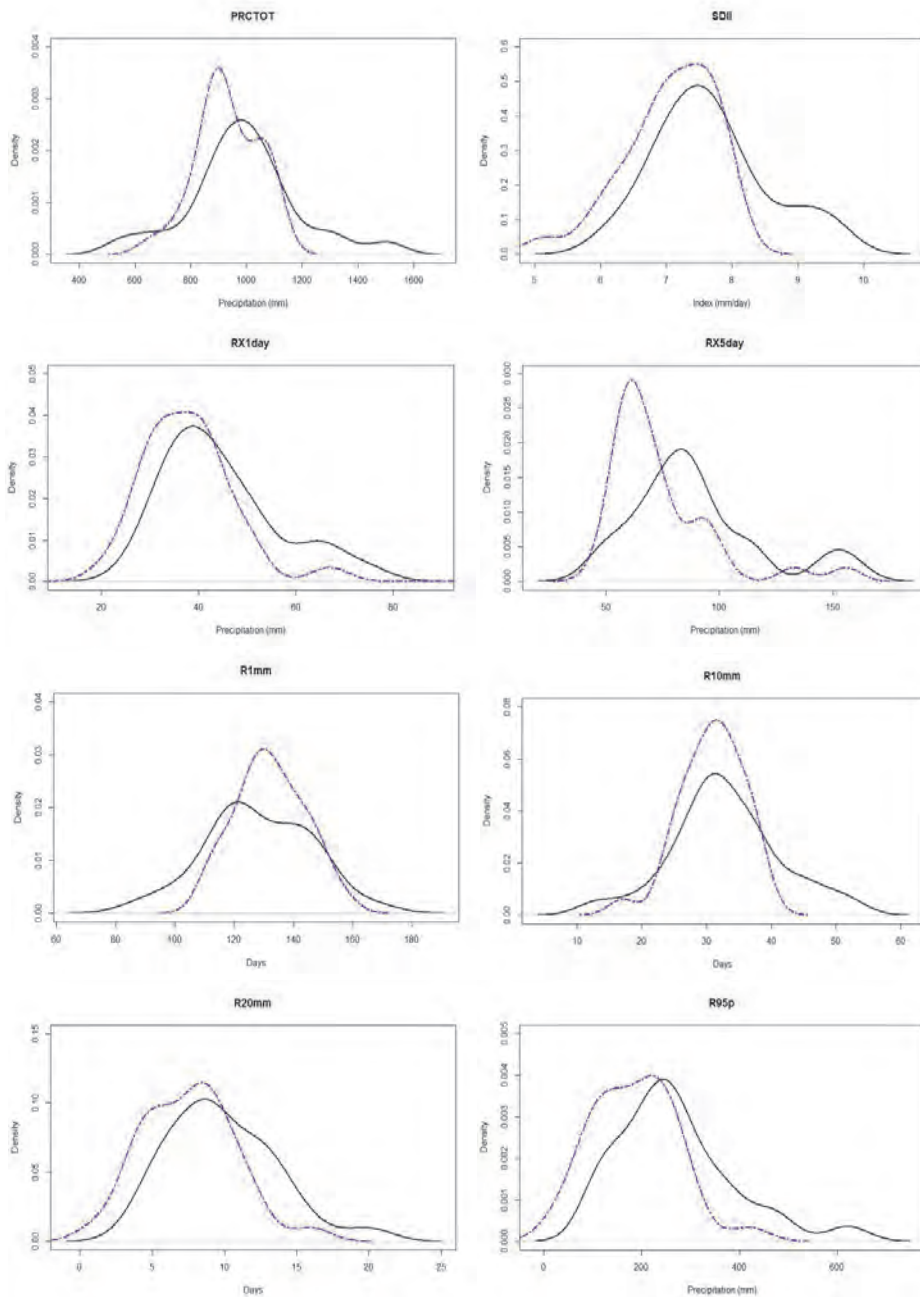 PRCTOT
SDII
Density
0.000 0.001 0.002 0.003 0.004
400 600 800 1000 1200 1400 1600
Precipitation (mm)
Density
0.0 0.1 0.2 0.3 0.4 0.5 0.6
5 6 7 8 9 10
Index (mm/day)
RX1day
RX5day
Density
0.00 0.01 0.02 0.03 0.04 0.05
20 40 60 80
Precipitation (mm)
Density
0.000 0.005 0.010 0.015 0.020 0.025 0.030
50 100 150
Precipitation (mm)
R1mm
R10mm
Density
0.00 0.01 0.02 0.03 0.04
60 80 100 120 140 160 180
Days
Density
0.00 0.02 0.04 0.06 0.08
10 20 30 40 50 60
Days
R20mm
R95p
Density
0.00 0.05 0.10 0.15
0 5 10 15 20 25
Days
Density
0.000 0.001 0.002 0.003 0.004 0.005
0 200 400 600
Precipitation (mm)